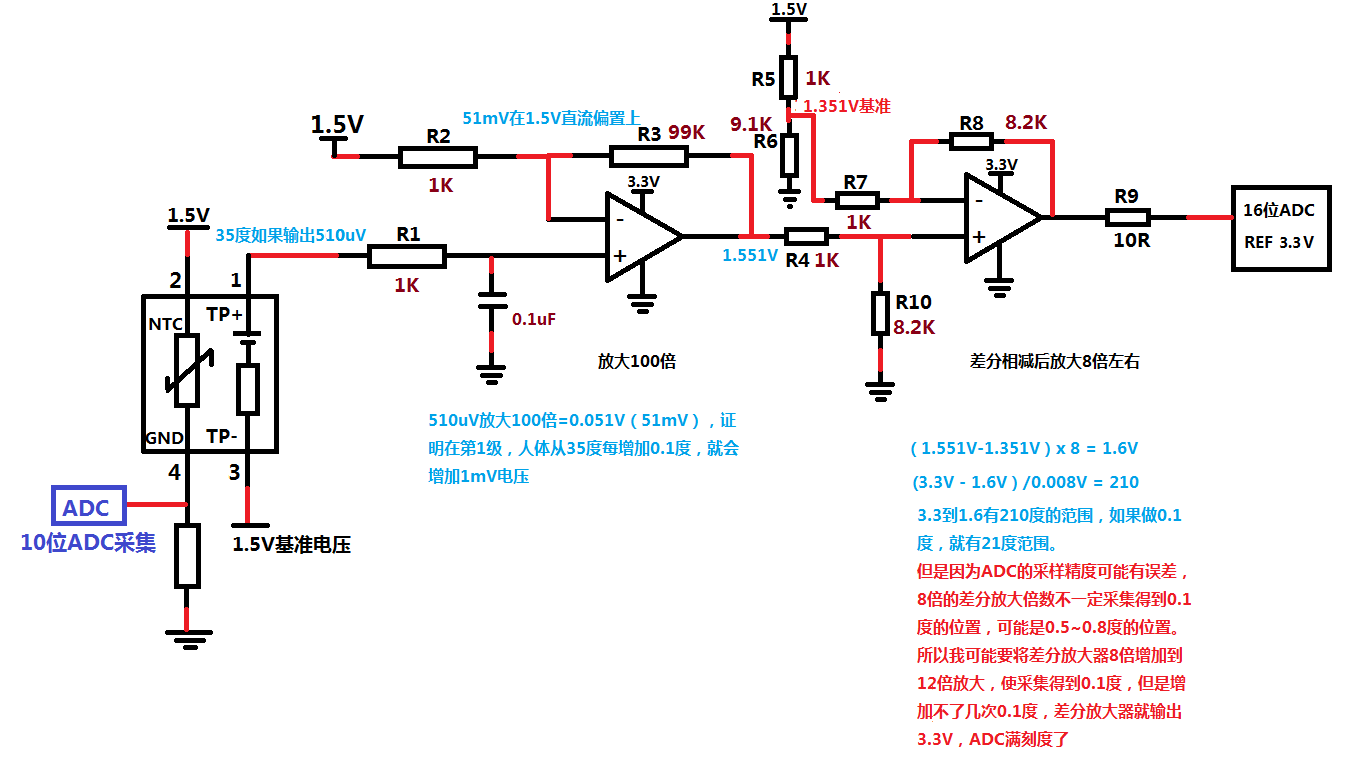 1.5V
R5
1K
1.351V基准
9.1K
R6
51mV在1.5V直流偏置上
1.5V
R2
1K
R3 99K
R8
8.2K
3.3V
3.3V
R7
1K
-
+
-
+
R9
10R
16位ADC
REF 3.3V
1.5V
35度如果输出510uV
R1
1K
1.551V
R4 1K
2
1
NTC
TP+
0.1uF
R10
8.2K
放大100倍
差分相减后放大8倍左右
GND
TP-
4
3
ADC
10位ADC采集
1.5V基准电压
510uV放大100倍=0.051V（51mV），证
明在第1级，人体从35度每增加0.1度，就会
增加1mV电压
（1.551V-1.351V）x 8 = 1.6V
(3.3V - 1.6V）/0.008V = 210
3.3到1.6有210度的范围，如果做0.1
度，就有21度范围。
但是因为ADC的采样精度可能有误差，
8倍的差分放大倍数不一定采集得到0.1
度的位置，可能是0.5~0.8度的位置。
所以我可能要将差分放大器8倍增加到
12倍放大，使采集得到0.1度，但是增
加不了几次0.1度，差分放大器就输出
3.3V，ADC满刻度了